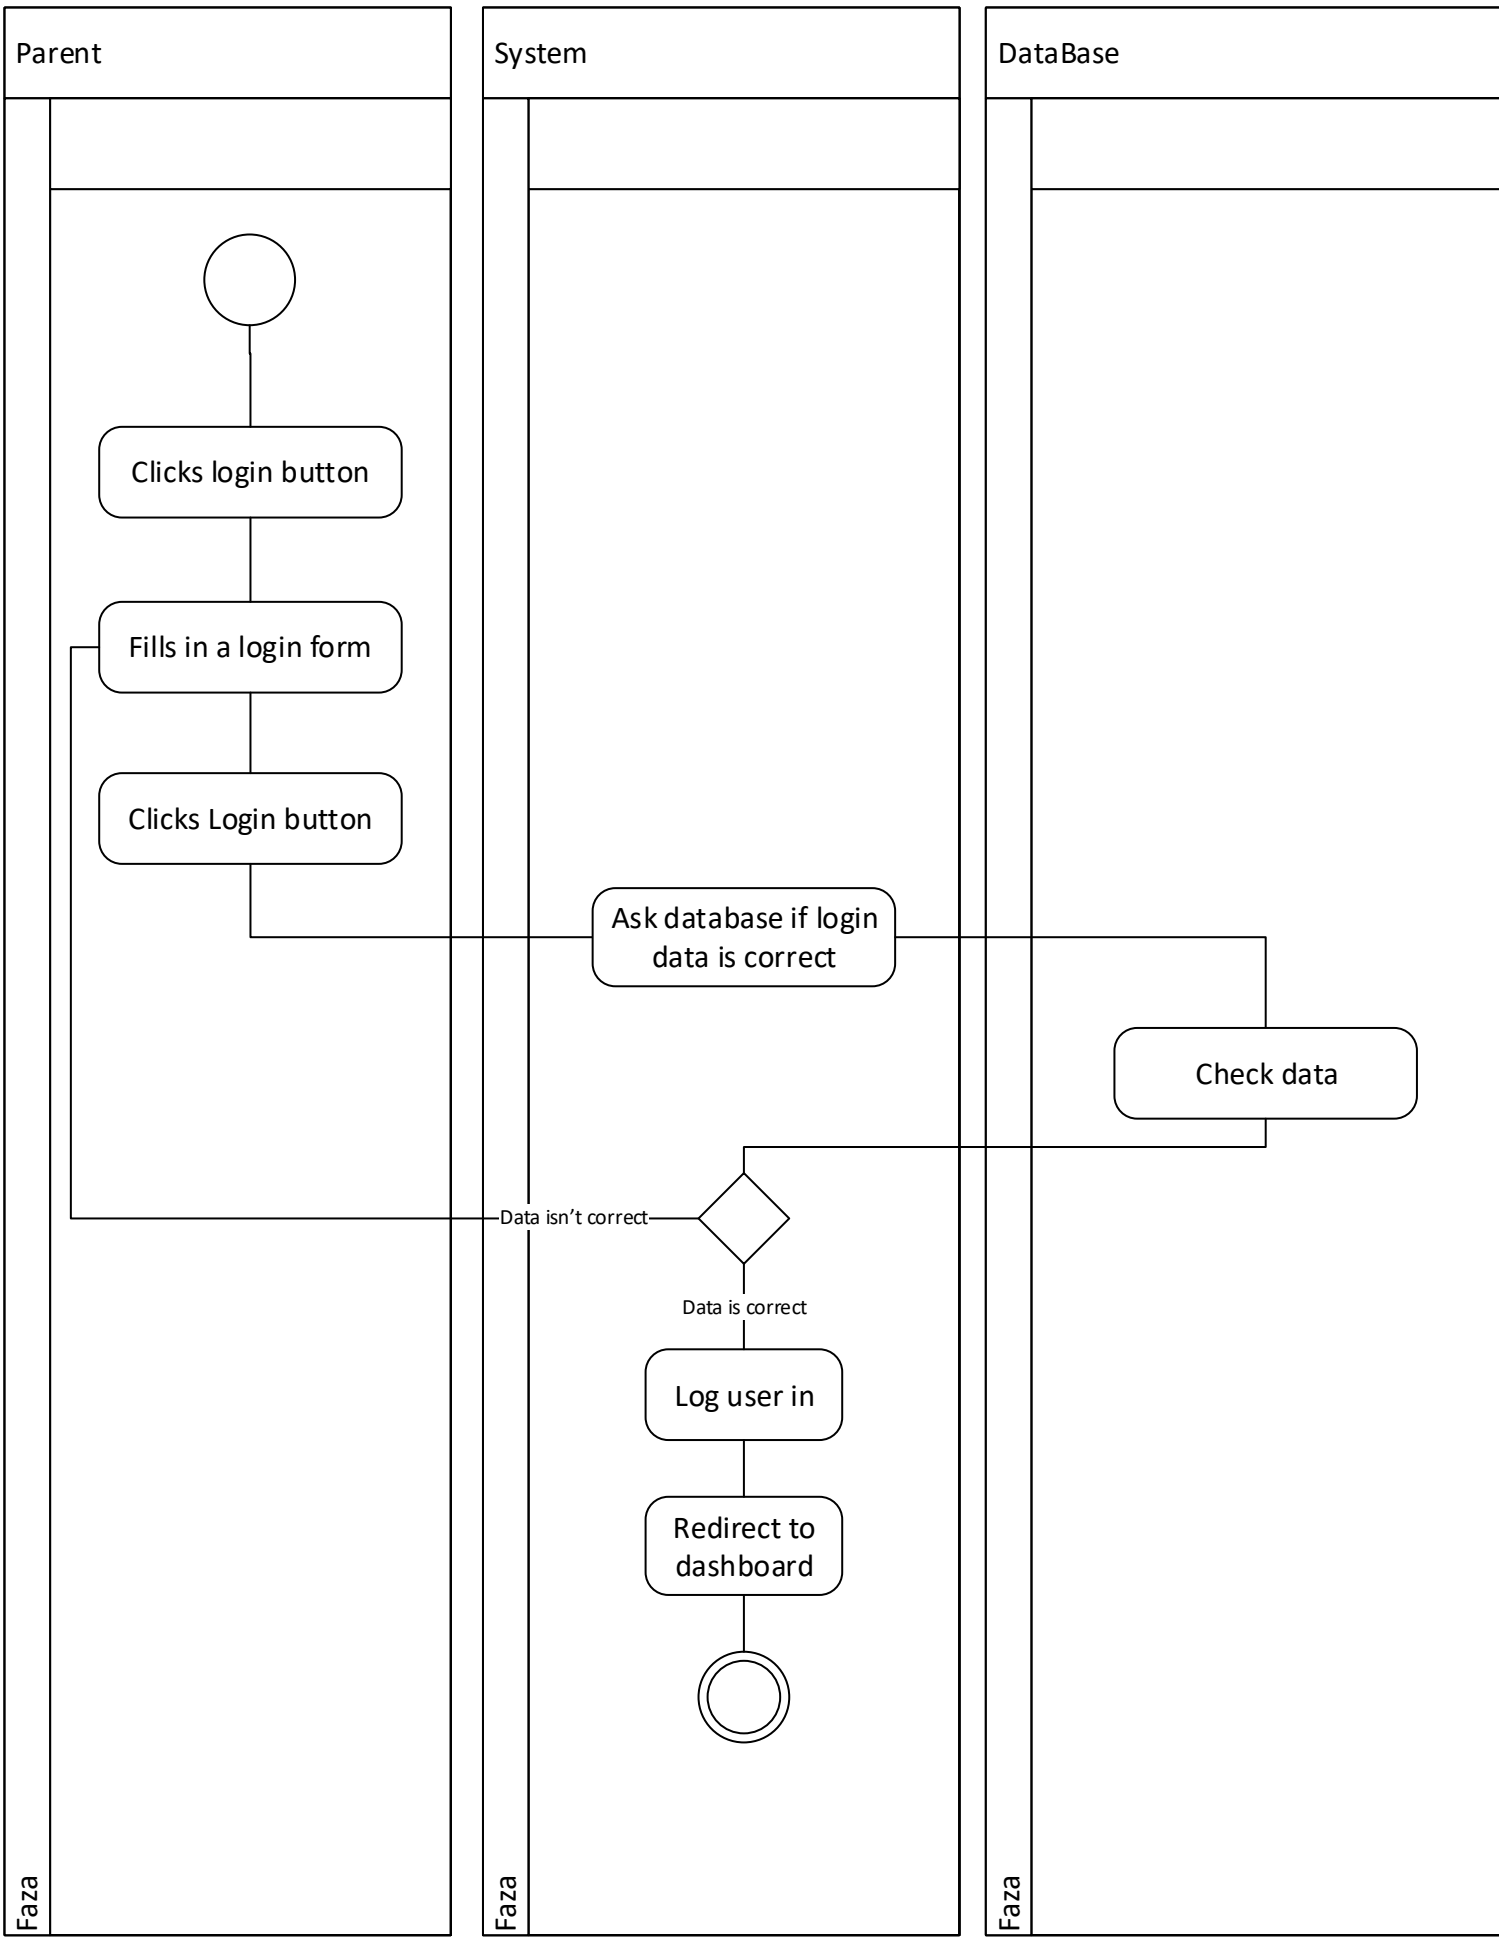 Parent
System
DataBase
Clicks login button
Fills in a login form
Clicks Login button
Ask database if login
data is correct
Check data
Data isn't correct
Data is correct
Log user in
Redirect to
dashboard
Faza
Faza
Faza